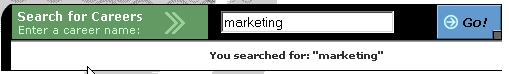 Search for Careers
Enter a career name:
marketing
Go!
You searched for: "marketing"